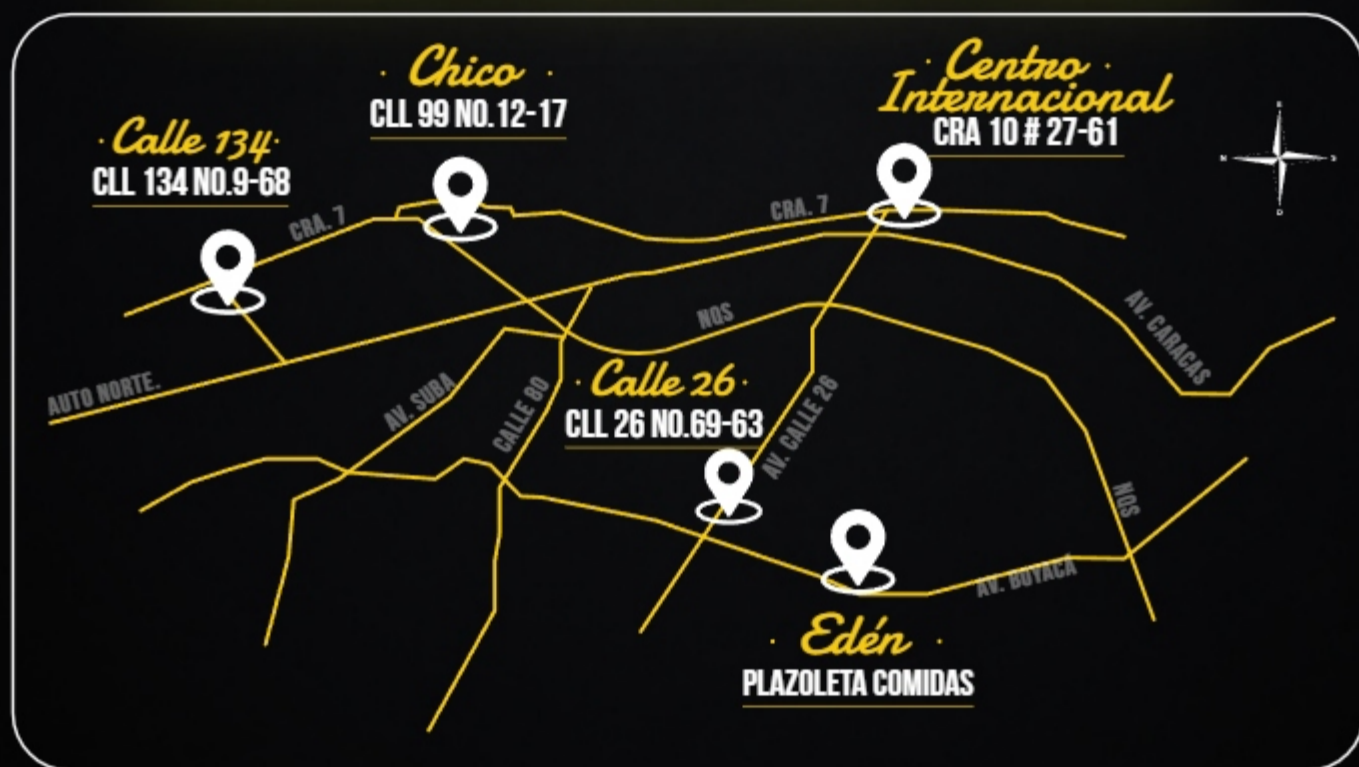 Chico
CLL 99 NO.12-17
Centro
Internacional
CRA 10 # 27-61
Calle 134
CLL 134 NO.9-68
CRA. 7
CRA. 7
AV. CARACAS
NQS
AUTO NORTE.
AV. SUBA
CALLE 80
Calle 26
CLL 26 NO.69-63
AV. CALLE 26
NQS
AV. BOYACA
Edén
PLAZOLETA COMIDAS